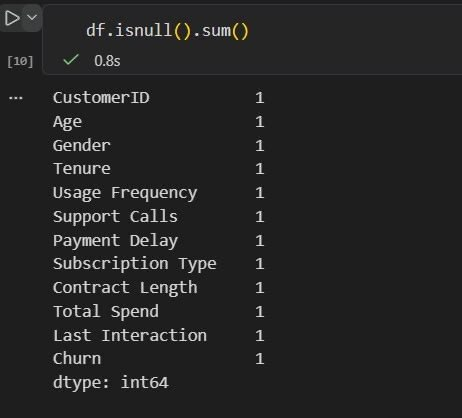 df.isnull().sum()
[10] 0.8s
... CustomerID 1
Age 1
Gender 1
Tenure 1
Usage Frequency 1
Support Calls 1
Payment Delay 1
Subscription Type 1
Contract Length 1
Total Spend 1
Last Interaction 1
Churn 1
dtype: int64